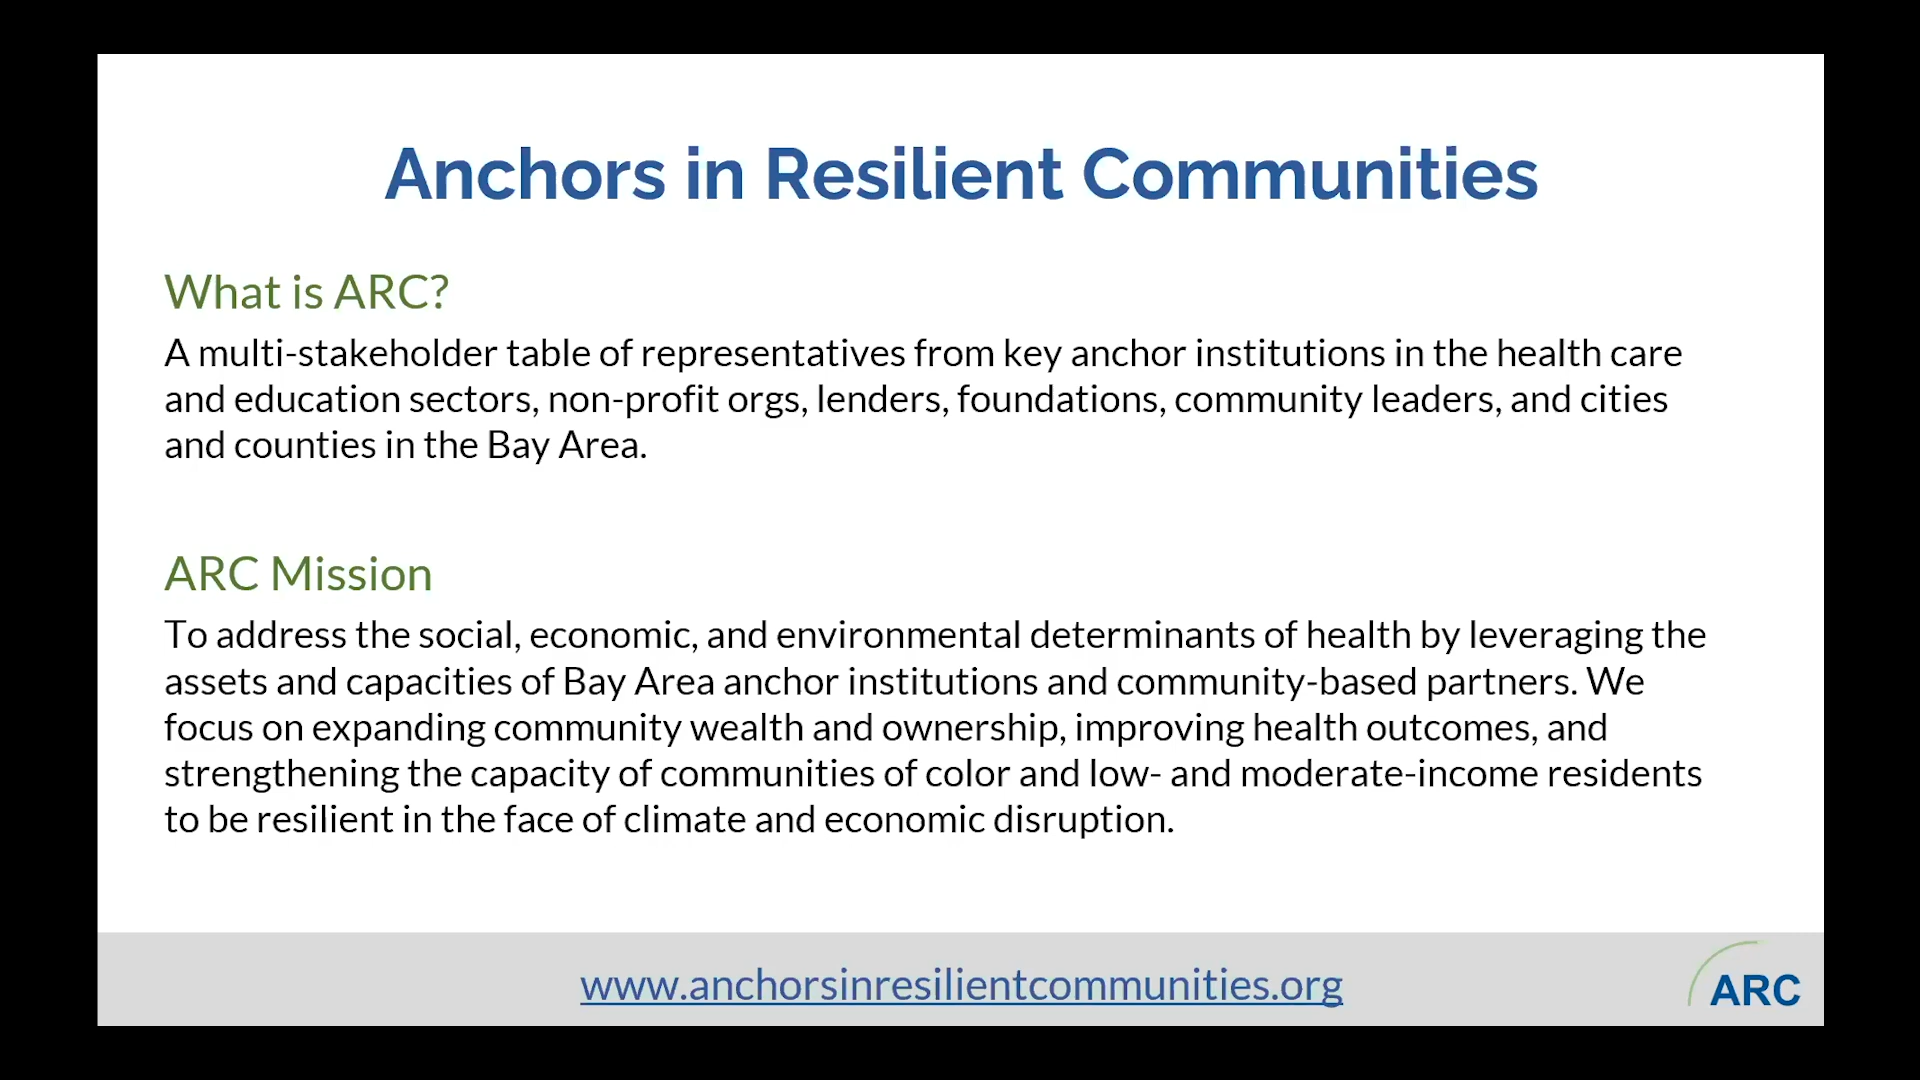 Anchors in Resilient Communities
What is ARC?
A multi-stakeholder table of representatives from key anchor institutions in the health care
and education sectors, non-profit orgs, lenders, foundations, community leaders, and cities
and counties in the Bay Area.
ARC Mission
To address the social, economic, and environmental determinants of health by leveraging the
assets and capacities of Bay Area anchor institutions and community-based partners. We
focus on expanding community wealth and ownership, improving health outcomes, and
strengthening the capacity of communities of color and low- and moderate-income residents
to be resilient in the face of climate and economic disruption.
www.anchorsinresilientcommunities.org
ARC